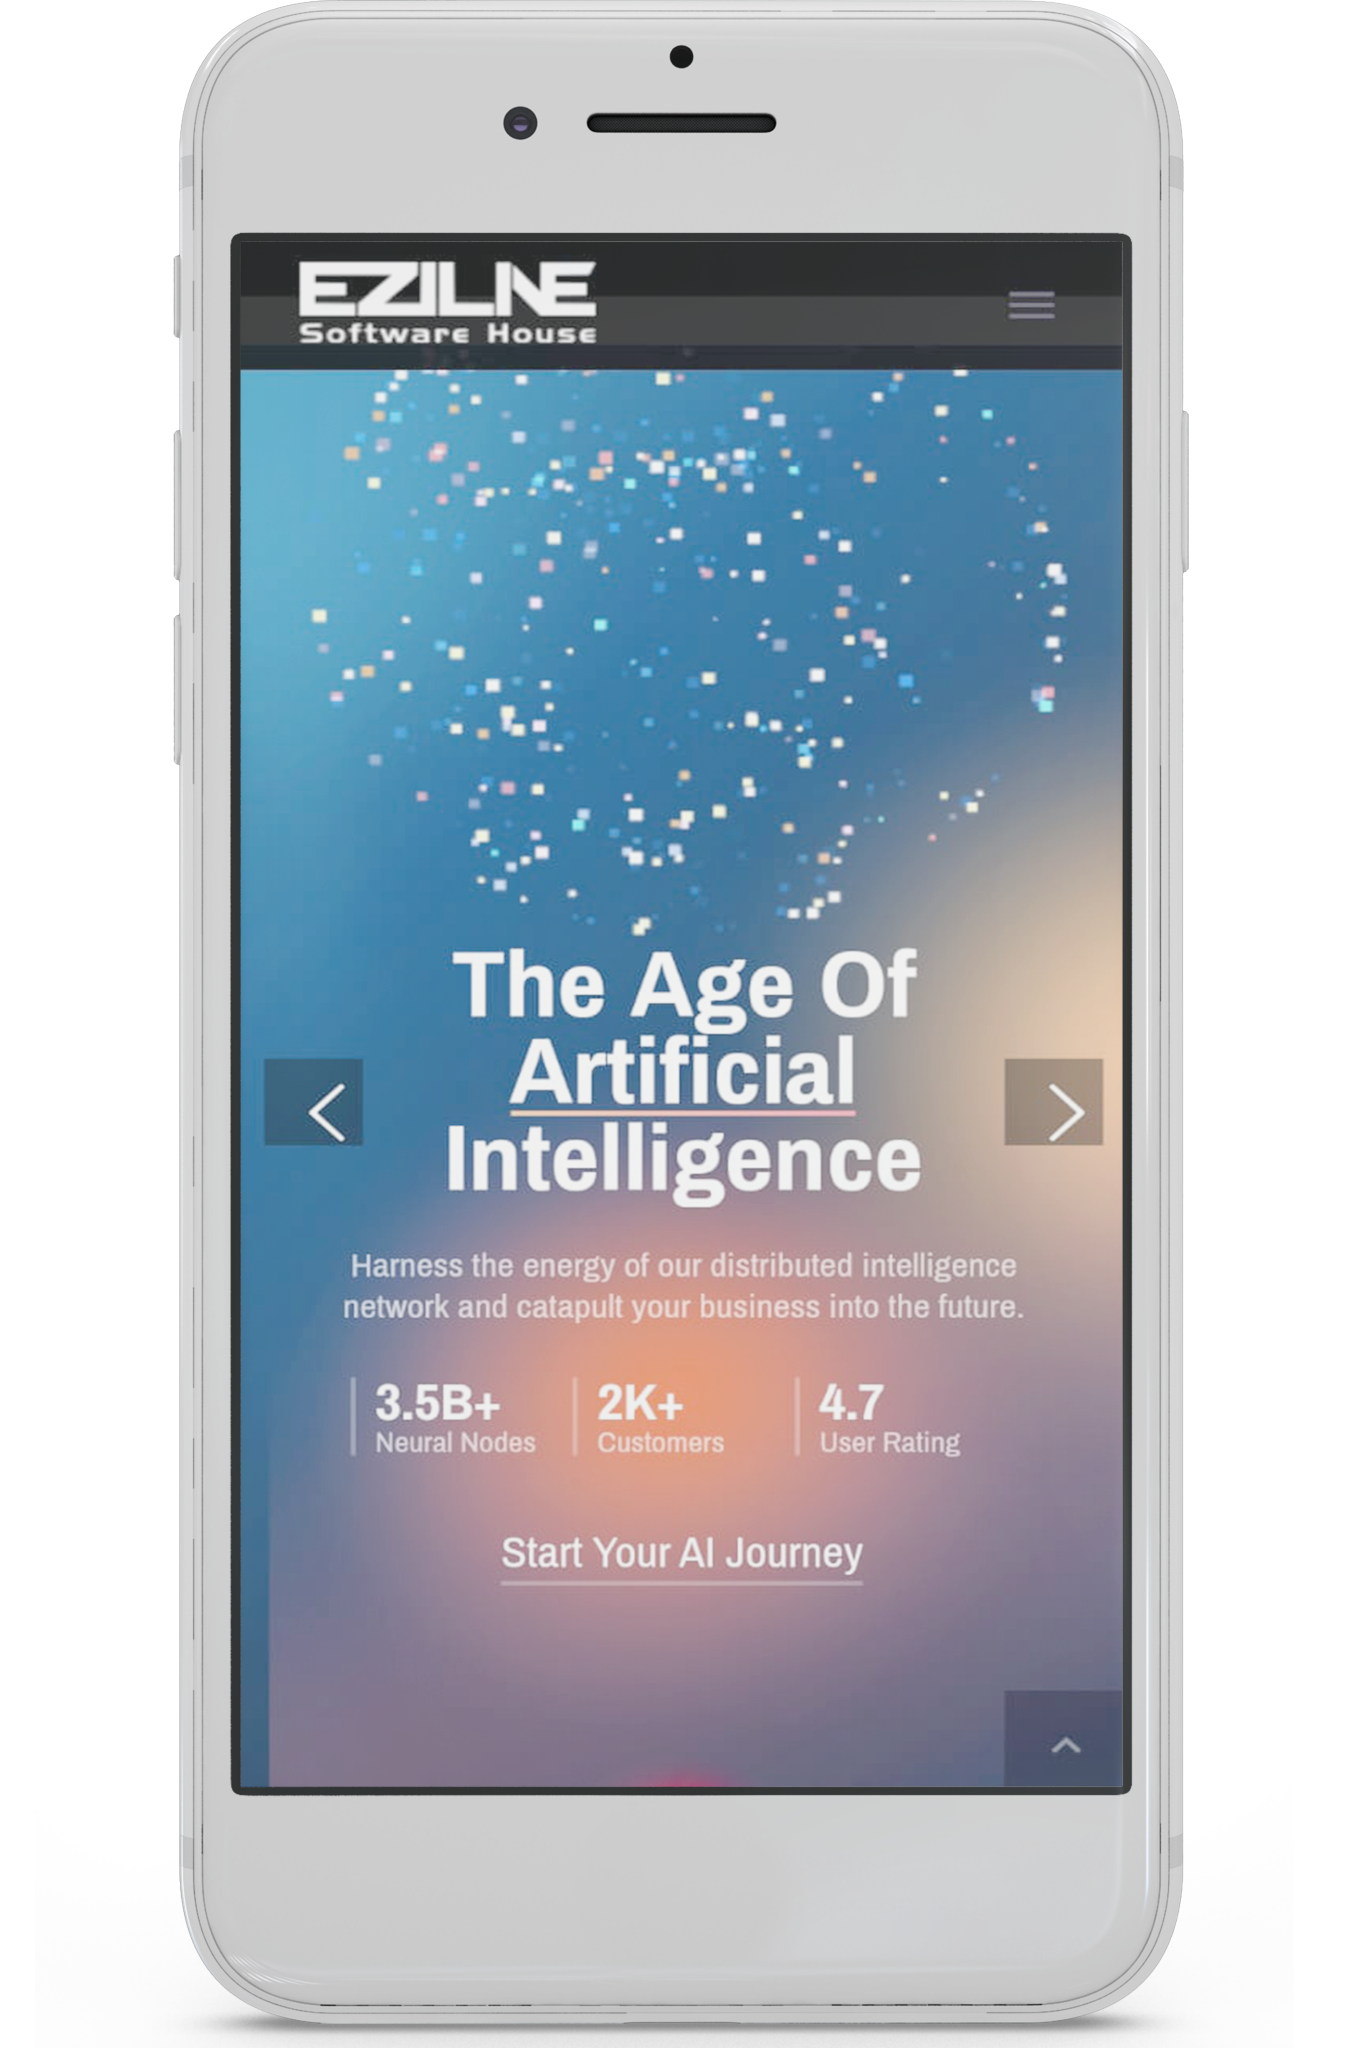 EZILNE
Software House
The Age Of
Artificial
Intelligence
Harness the energy of our distributed intelligence
network and catapult your business into the future.
3.5B+ 2K+ 4.7
Neural Nodes Customers User Rating
Start Your AI Journey